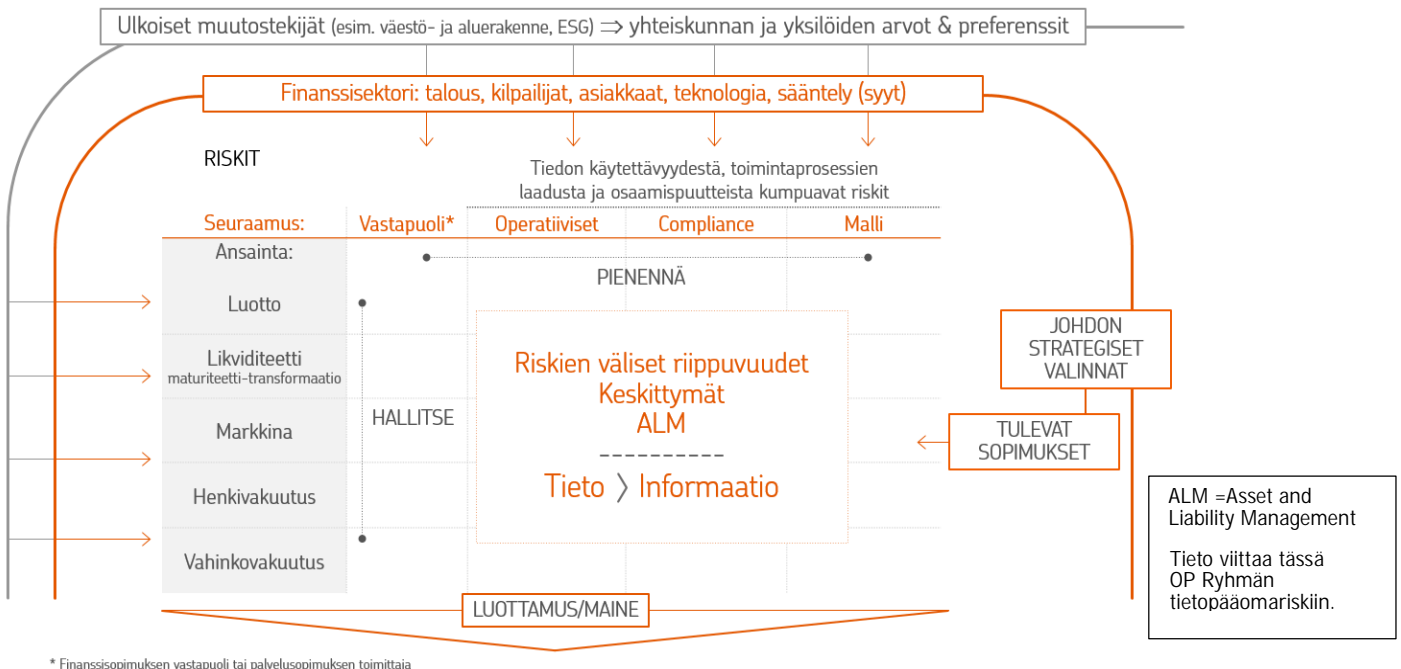 Ulkoiset muutostekijät (esim. väestö- ja aluerakenne, ESG) ⇒ yhteiskunnan ja yksilöiden arvot & preferenssit
Finanssisektori: talous, kilpailijat, asiakkaat, teknologia, sääntely (syyt)
RISKIT
Tiedon käytettävyydestä, toimintaprosessien
laadusta ja osaamispuutteista kumpuavat riskit
Seuraamus:
Vastapuoli*
Operatiiviset
Compliance
Malli
Ansainta:
PIENENNÄ
Luotto
Likviditeetti
maturiteetti-transformaatio
Markkina
Henkivakuutus
Vahinkovakuutus
HALLITSE
Riskien väliset riippuvuudet
Keskittymät
ALM
----------
Tieto 〉 Informaatio
JOHDON
STRATEGISET
VALINNAT
TULEVAT
SOPIMUKSET
ALM =Asset and
Liability Management
Tieto viittaa tässä
OP Ryhmän
tietopääomariskiin.
LUOTTAMUS/MAINE
* Finanssisopimuksen vastapuoli tai palvelusopimuksen toimittaja